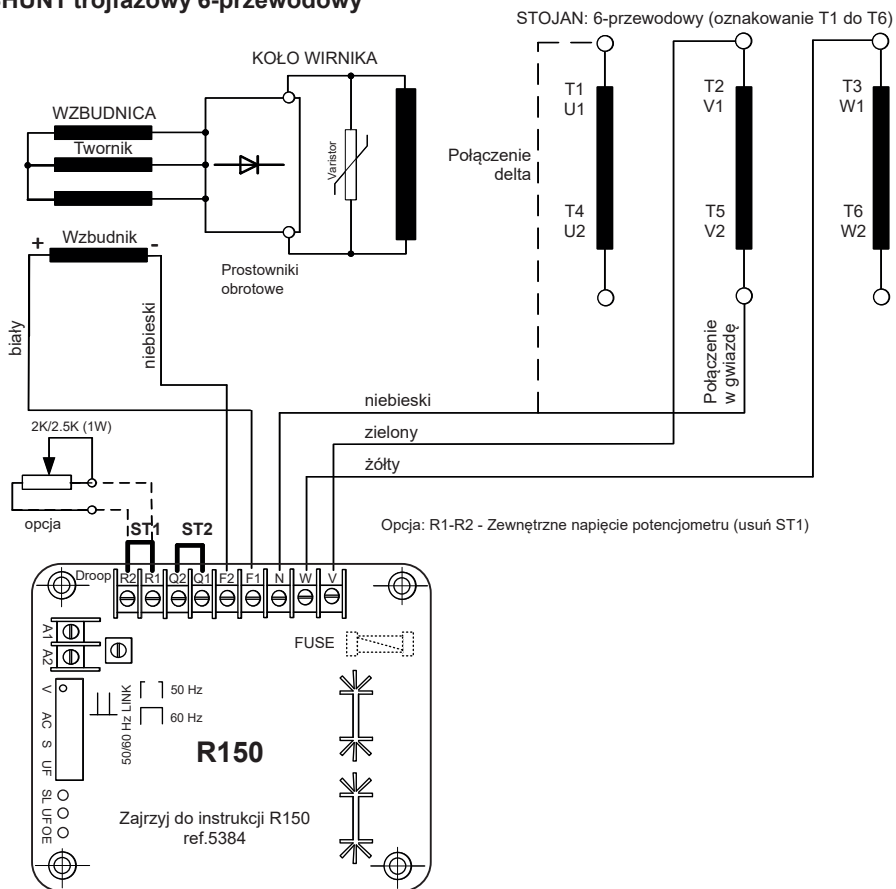 SHUNT trójfazowy 6-przewodowy
STOJAN: 6-przewodowy (oznakowanie T1 do T6)
KOŁO WIRNIKA
WZBUDNICA
Twornik
Varistor
Połączenie
delta
T1
U1
T2
V1
T3
W1
T4
U2
T5
V2
T6
W2
+ Wzbudnik -
Prostowniki
obrotowe
biały
niebieski
Połączenie
w gwiazdę
niebieski
zielony
żółty
2K/2.5K (1W)
opcja
ST1 ST2
Opcja: R1-R2 - Zewnętrzne napięcie potencjometru (usuń ST1)
Droop R2 R1 Q2 Q1 F2 F1 N W V
A1
A2
FUSE
V
AC
S
UF
50/60 Hz LINK
50 Hz
60 Hz
R150
SL
UF
OE
Zajrzyj do instrukcji R150
ref.5384